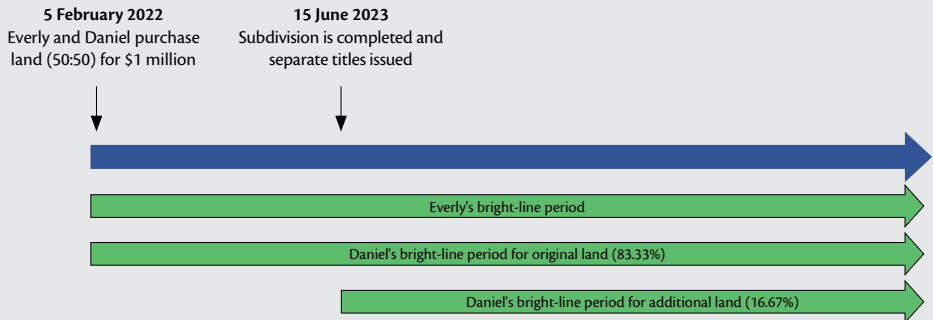 5 February 2022
Everly and Daniel purchase
land (50:50) for $1 million
15 June 2023
Subdivision is completed and
separate titles issued
Everly's bright-line period
Daniel's bright-line period for original land (83.33%)
Daniel's bright-line period for additional land (16.67%)